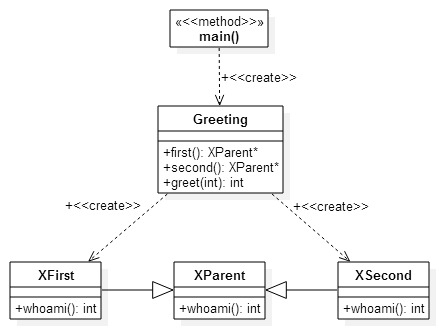 «<<method>>»
main()
+<<create>>
Greeting
+first(): XParent*
+second(): XParent*
+greet(int): int
+<<create>>
+<<create>>
XFirst
+whoami(): int
XParent
+whoami(): int
XSecond
+whoami(): int